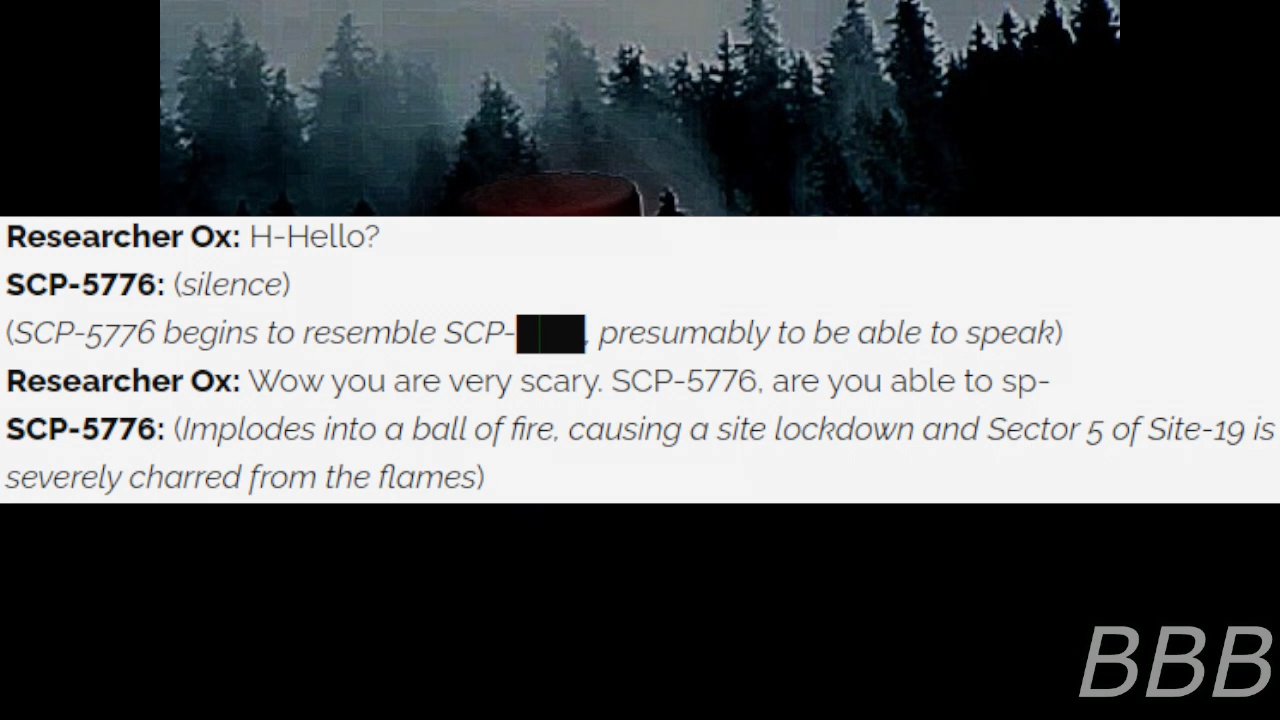 Researcher Ox: H-Hello?
SCP-5776: (silence)
(SCP-5776 begins to resemble SCP-████, presumably to be able to speak)
Researcher Ox: Wow you are very scary. SCP-5776, are you able to sp-
SCP-5776: (Implodes into a ball of fire, causing a site lockdown and Sector 5 of Site-19 is
severely charred from the flames)
BBB